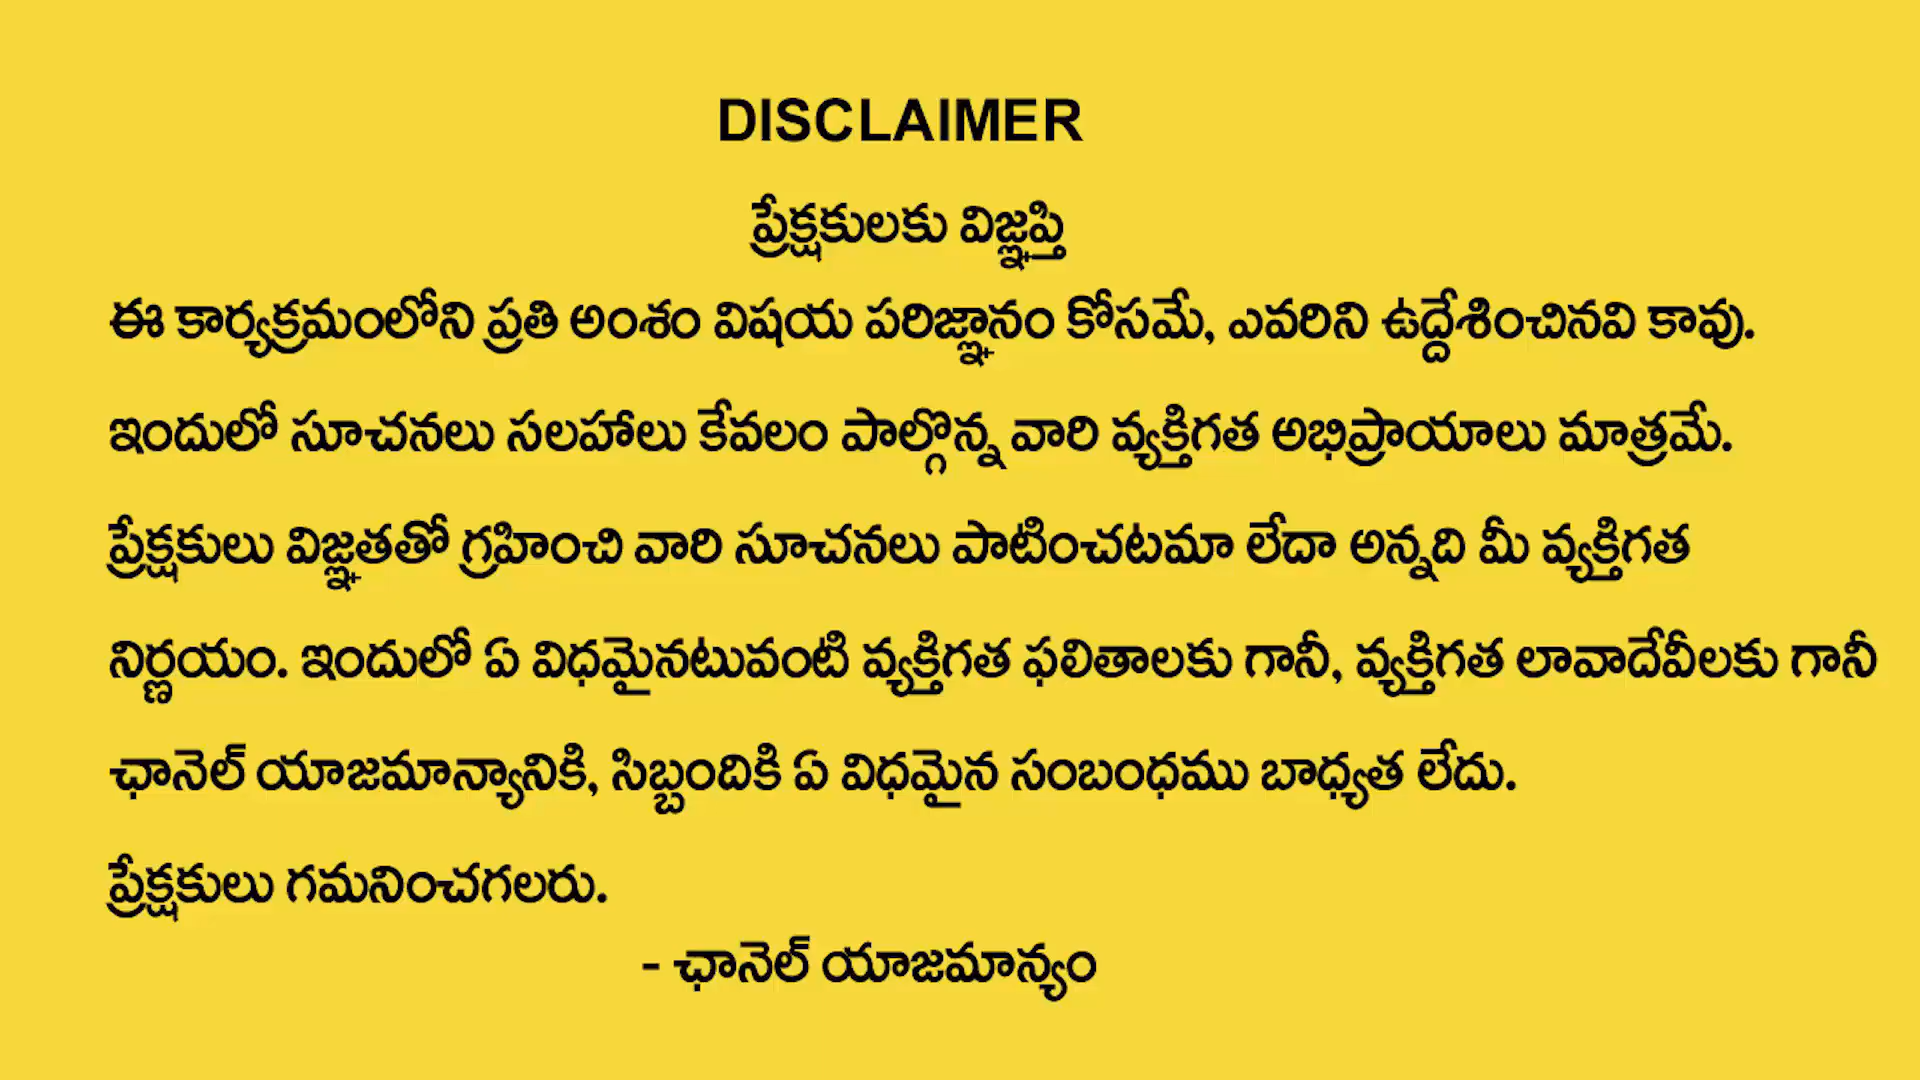 DISCLAIMER
ప్రేక్షకులకు విజ్ఞప్తి
ఈ కార్యక్రమంలోని ప్రతి అంశం విషయ పరిజ్ఞానం కోసమే, ఎవరిని ఉద్దేశించినవి కావు.
ఇందులో సూచనలు సలహాలు కేవలం పాల్గొన్న వారి వ్యక్తిగత అభిప్రాయాలు మాత్రమే.
ప్రేక్షకులు విజ్ఞతతో గ్రహించి వారి సూచనలు పాటించటమా లేదా అన్నది మీ వ్యక్తిగత
నిర్ణయం. ఇందులో ఏ విధమైనటువంటి వ్యక్తిగత ఫలితాలకు గానీ, వ్యక్తిగత లావాదేవీలకు గానీ
ఛానెల్ యాజమాన్యానికి, సిబ్బందికి ఏ విధమైన సంబంధము బాధ్యత లేదు.
ప్రేక్షకులు గమనించగలరు.
- ఛానెల్ యాజమాన్యం